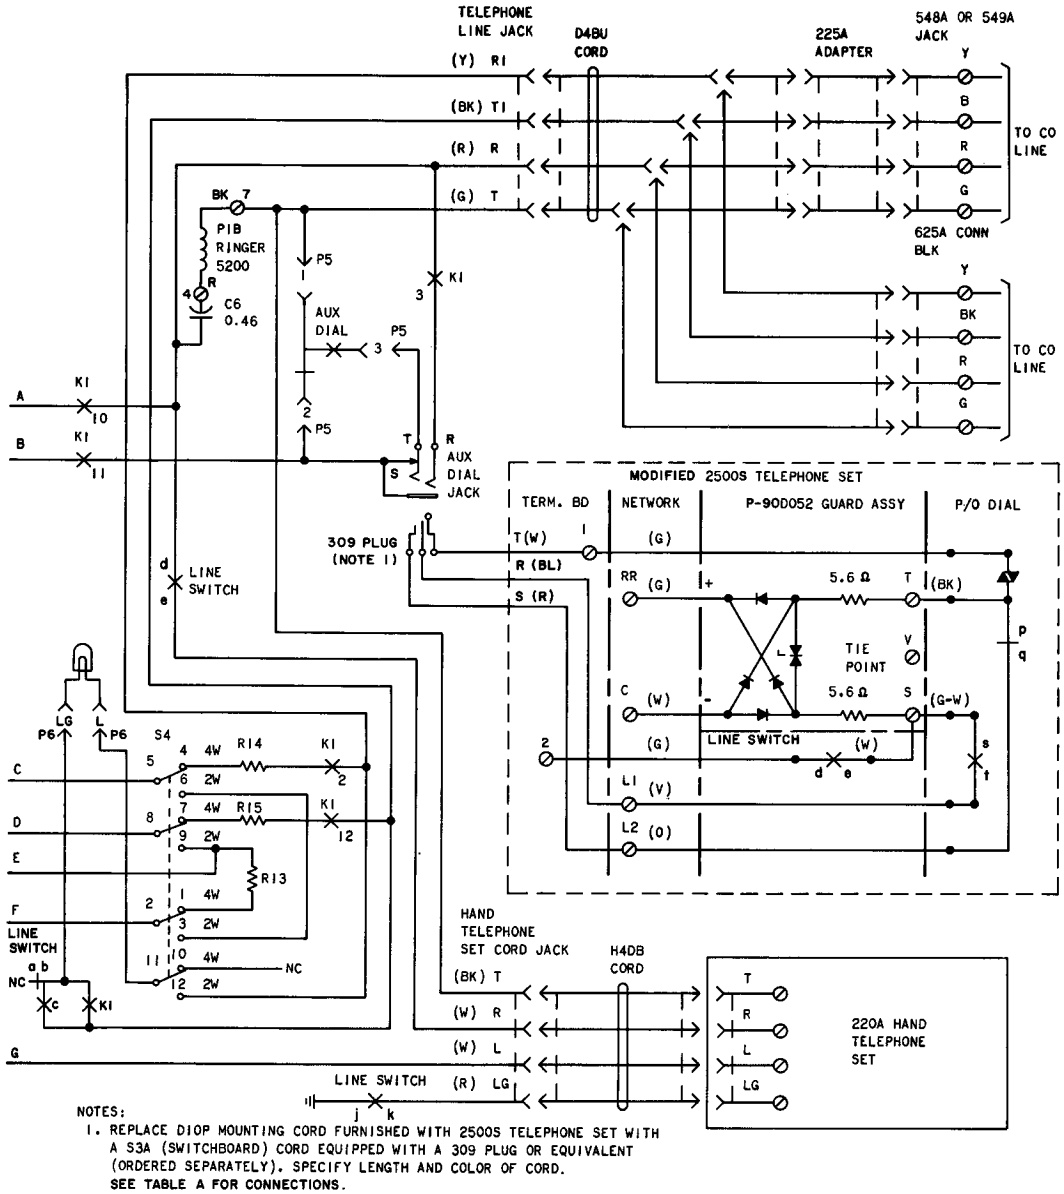 TELEPHONE
LINE JACK
D4BU
CORD
225A
ADAPTER
548A OR 549A
JACK
(Y) R1
Y
(BK) T1
B
TO CO
LINE
(R) R
R
(G) T
G
BK 7
P1B
RINGER
5200
R
4
C6
0.46
P5
1
AUX
DIAL
P5
3
2
P5
K1
3
625A CONN
BLK
Y
BK
TO CO
LINE
R
G
A
K1
10
B
K1
11
T
R
S
AUX
DIAL
JACK
309 PLUG
(NOTE 1)
MODIFIED 2500S TELEPHONE SET
TERM. BD
NETWORK
P-90D052 GUARD ASSY
P/O DIAL
T(W)
1
(G)
R (BL)
RR
(G)
+
5.6 Ω
T
(BK)
S (R)
V
TIE
POINT
p
q
C
(W)
-
L
5.6 Ω
S
(G-W)
LINE SWITCH
2
(G)
(W)
d
e
s
t
L1
(V)
L2
(O)
d
e
LINE
SWITCH
LG
P6
L
P6
S4
C
5
4
4W
R14
K1
2
6
2W
D
8
7
4W
R15
K1
12
9
2W
E
R13
F
2
1
4W
3
2W
LINE
SWITCH
a b
NC
c
K1
11
10
4W
NC
12
2W
G
HAND
TELEPHONE
SET CORD JACK
H4DB
CORD
(BK) T
T
(W) R
R
(W) L
L
(R) LG
LG
220A HAND
TELEPHONE
SET
LINE SWITCH
j
k
NOTES:
1. REPLACE D10P MOUNTING CORD FURNISHED WITH 2500S TELEPHONE SET WITH
A S3A (SWITCHBOARD) CORD EQUIPPED WITH A 309 PLUG OR EQUIVALENT
(ORDERED SEPARATELY). SPECIFY LENGTH AND COLOR OF CORD.
SEE TABLE A FOR CONNECTIONS.